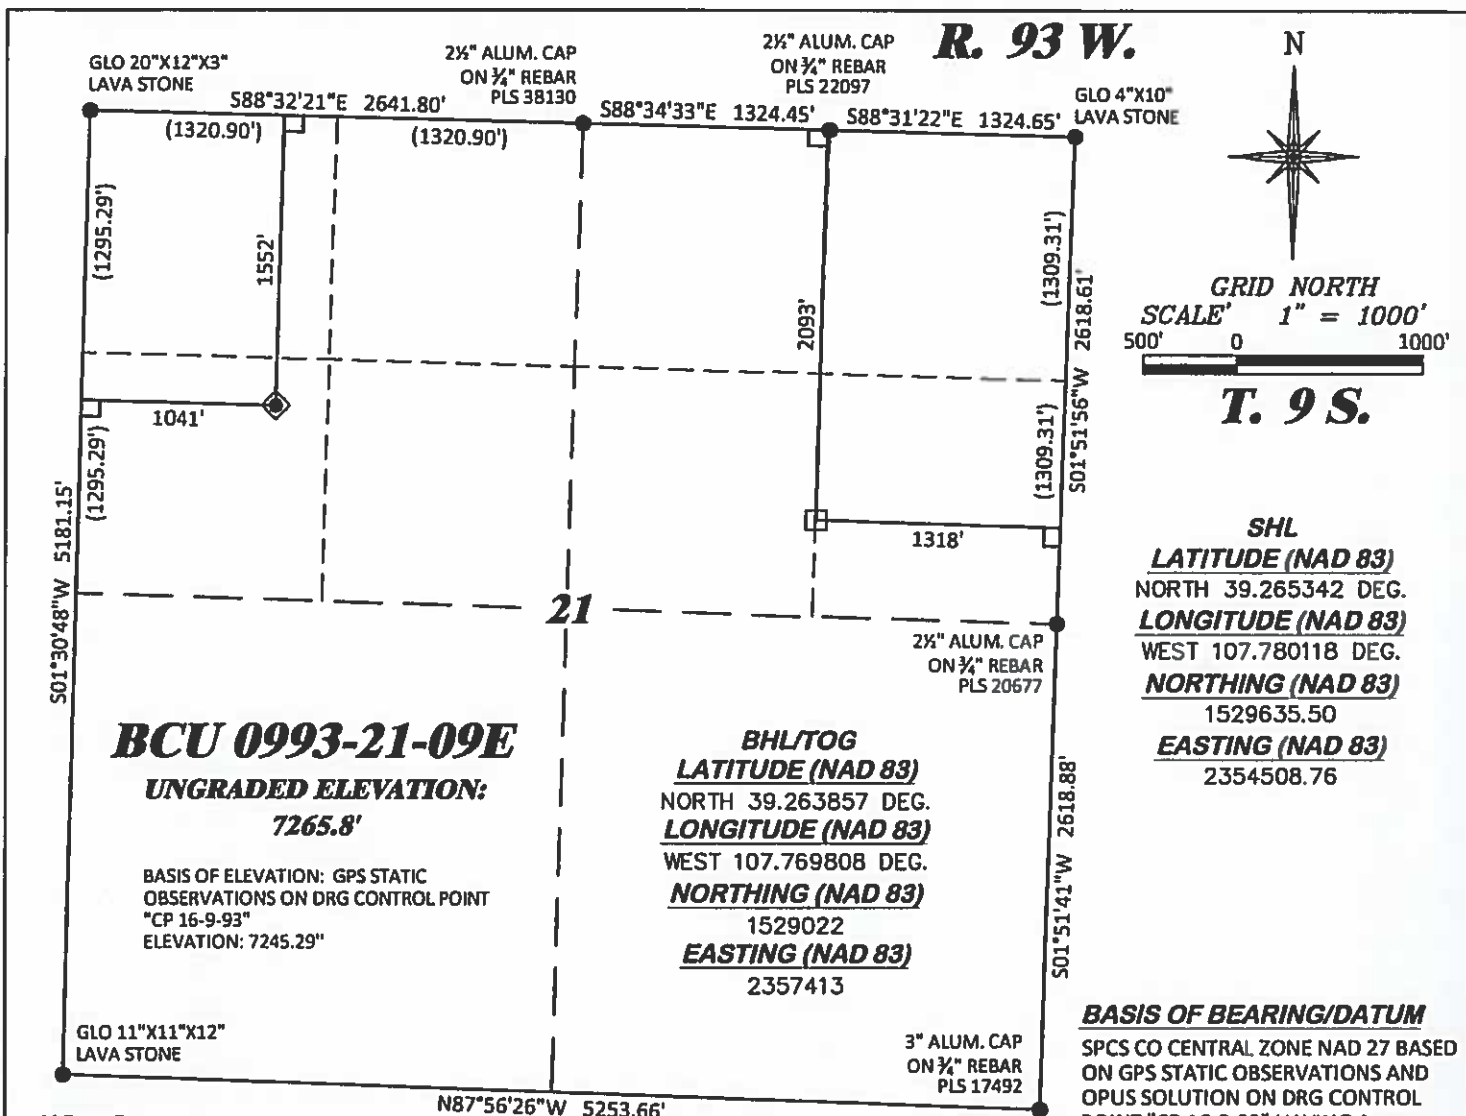 R. 93 W.
N
GLO 20"X12"X3"
LAVA STONE
2½" ALUM. CAP
ON ¾" REBAR
PLS 38130
2½" ALUM. CAP
ON ¾" REBAR
PLS 22097
GLO 4"X10"
LAVA STONE
S88°32'21"E 2641.80'
S88°34'33"E 1324.45'
S88°31'22"E 1324.65'
(1320.90')
(1320.90')
(1295.29')
1552'
2093'
(1309.31')
S01°51'56"W 2618.61'
GRID NORTH
SCALE' 1" = 1000'
500' 0 1000'
T. 9 S.
1041'
(1295.29')
(1309.31')
S01°30'48"W 5181.15'
1318'
21
2½" ALUM. CAP
ON ¾" REBAR
PLS 20677
SHL
LATITUDE (NAD 83)
NORTH 39.265342 DEG.
LONGITUDE (NAD 83)
WEST 107.780118 DEG.
NORTHING (NAD 83)
1529635.50
EASTING (NAD 83)
2354508.76
BCU 0993-21-09E
UNGRADED ELEVATION:
7265.8'
BASIS OF ELEVATION: GPS STATIC
OBSERVATIONS ON DRG CONTROL POINT
"CP 16-9-93"
ELEVATION: 7245.29"
BHL/TOG
LATITUDE (NAD 83)
NORTH 39.263857 DEG.
LONGITUDE (NAD 83)
WEST 107.769808 DEG.
NORTHING (NAD 83)
1529022
EASTING (NAD 83)
2357413
S01°51'41"W 2618.88'
GLO 11"X11"X12"
LAVA STONE
3" ALUM. CAP
ON ¾" REBAR
PLS 17492
N87°56'26"W 5253.66'
BASIS OF BEARING/DATUM
SPCS CO CENTRAL ZONE NAD 27 BASED
ON GPS STATIC OBSERVATIONS AND
OPUS SOLUTION ON DRG CONTROL